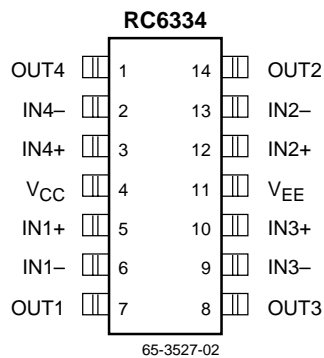 RC6334
OUT4 1 14 OUT2
IN4– 2 13 IN2–
IN4+ 3 12 IN2+
VCC 4 11 VEE
IN1+ 5 10 IN3+
IN1– 6 9 IN3–
OUT1 7 8 OUT3
65-3527-02